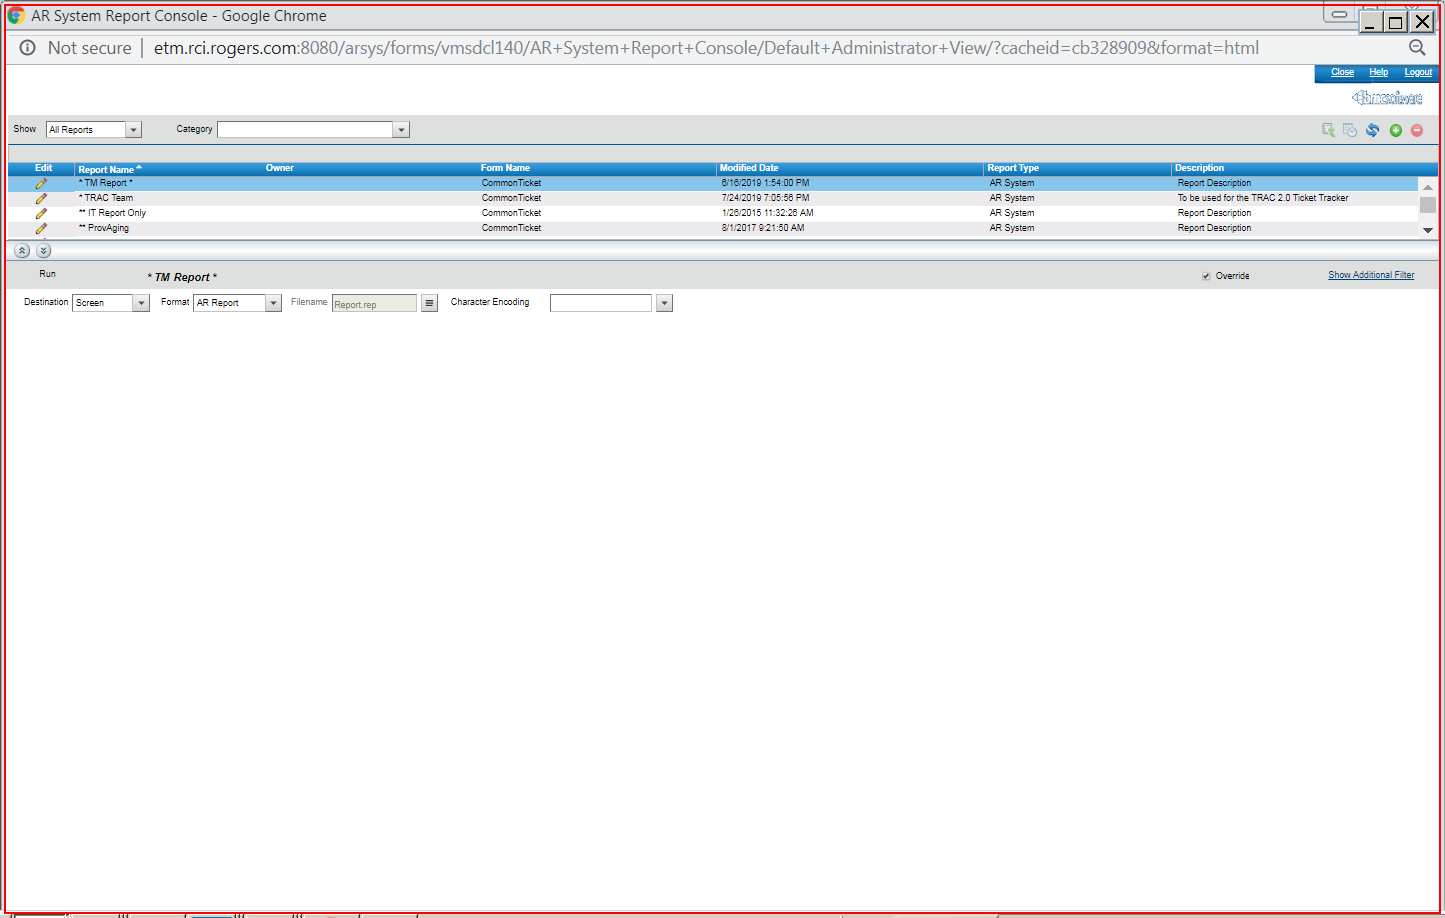 AR System Report Console - Google Chrome
Not secure | etm.rci.rogers.com:8080/arsys/forms/vmsdcl140/AR+System+Report+Console/Default+Administrator+View/?cacheid=cb328909&format=html
Close Help Logout
bmcsoftware
Show All Reports Category
Edit Report Name Owner Form Name Modified Date Report Type Description
* TM Report * CommonTicket 6/16/2019 1:54:00 PM AR System Report Description
* TRAC Team CommonTicket 7/24/2019 7:05:56 PM AR System To be used for the TRAC 2.0 Ticket Tracker
** IT Report Only CommonTicket 1/26/2015 11:32:26 AM AR System Report Description
** ProvAging CommonTicket 8/1/2017 9:21:50 AM AR System Report Description
Run * TM Report * Override Show Additional Filter
Destination Screen Format AR Report Filename Report.rep Character Encoding